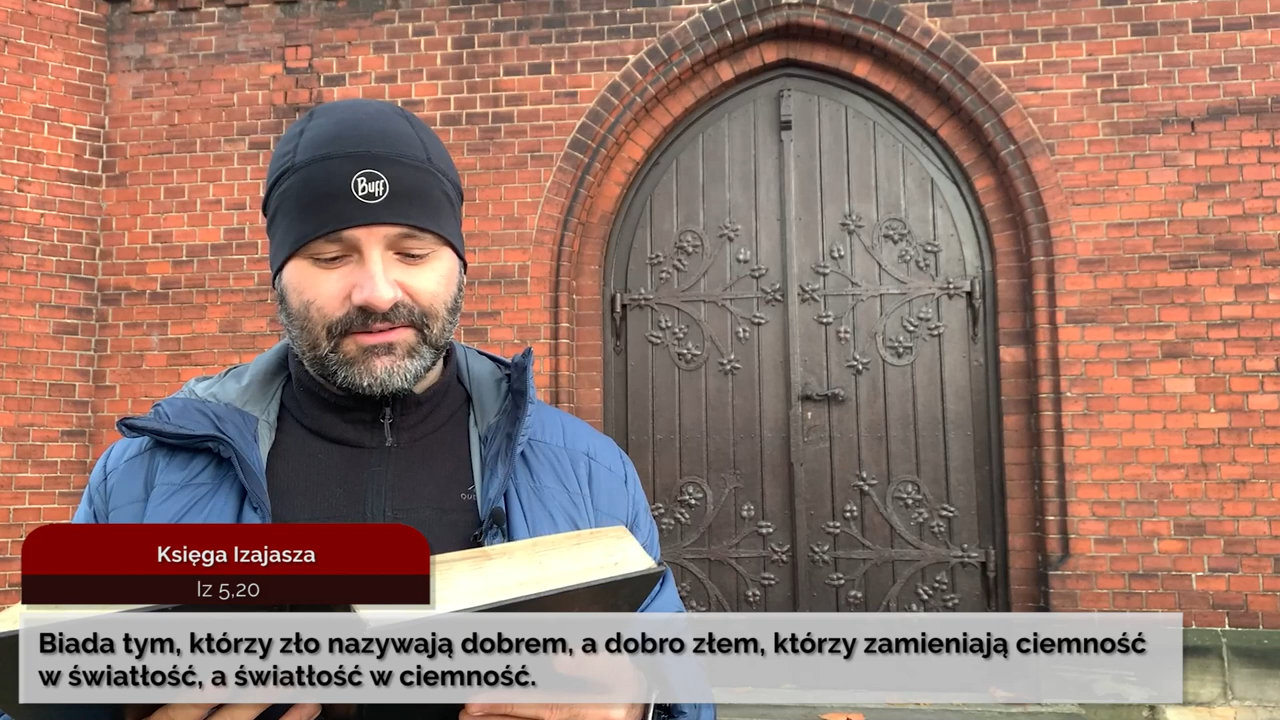 Buff
Księga Izajasza
Iz 5,20
Biada tym, którzy zło nazywają dobrem, a dobro złem, którzy zamieniają ciemność
w światłość, a światłość w ciemność.